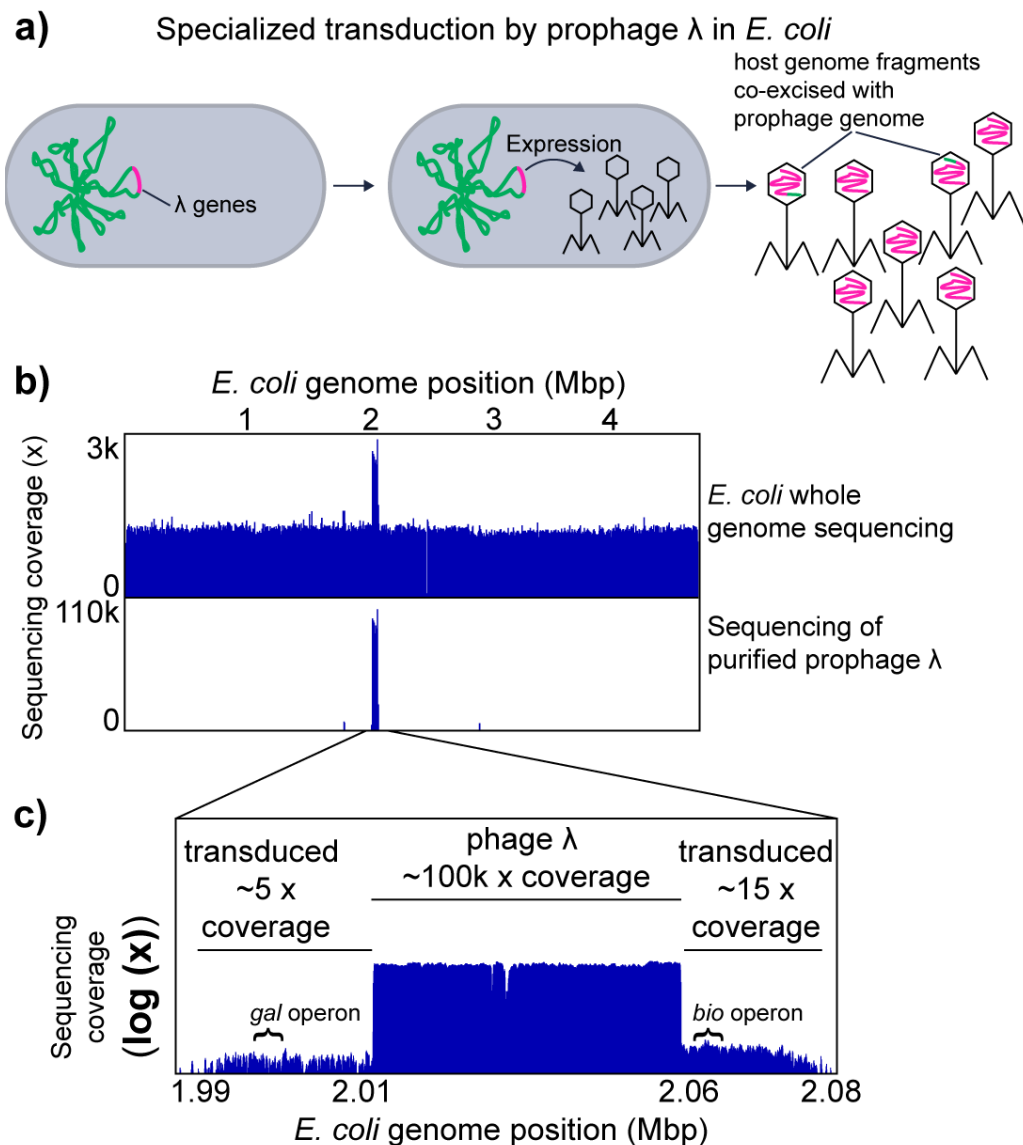 a)
Specialized transduction by prophage λ in E. coli
host genome fragments
co-excised with
prophage genome
Expression
λ genes
b)
E. coli genome position (Mbp)
1 2 3 4
Sequencing coverage (x)
3k
0
E. coli whole
genome sequencing
110k
0
Sequencing of
purified prophage λ
c)
transduced
~5 x
coverage
phage λ
~100k x coverage
transduced
~15 x
coverage
Sequencing
coverage
(log (x))
gal operon
bio operon
1.99 2.01 2.06 2.08
E. coli genome position (Mbp)